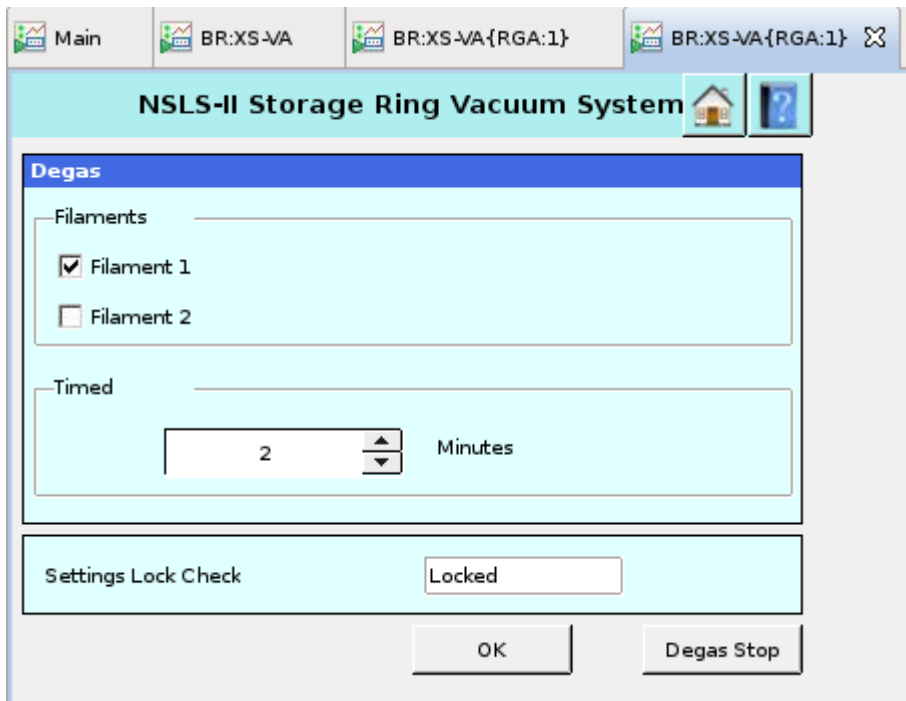 Main BR:XS-VA BR:XS-VA{RGA:1} BR:XS-VA{RGA:1}
NSLS-II Storage Ring Vacuum System
Degas
Filaments
Filament 1
Filament 2
Timed
2 Minutes
Settings Lock Check Locked
OK Degas Stop